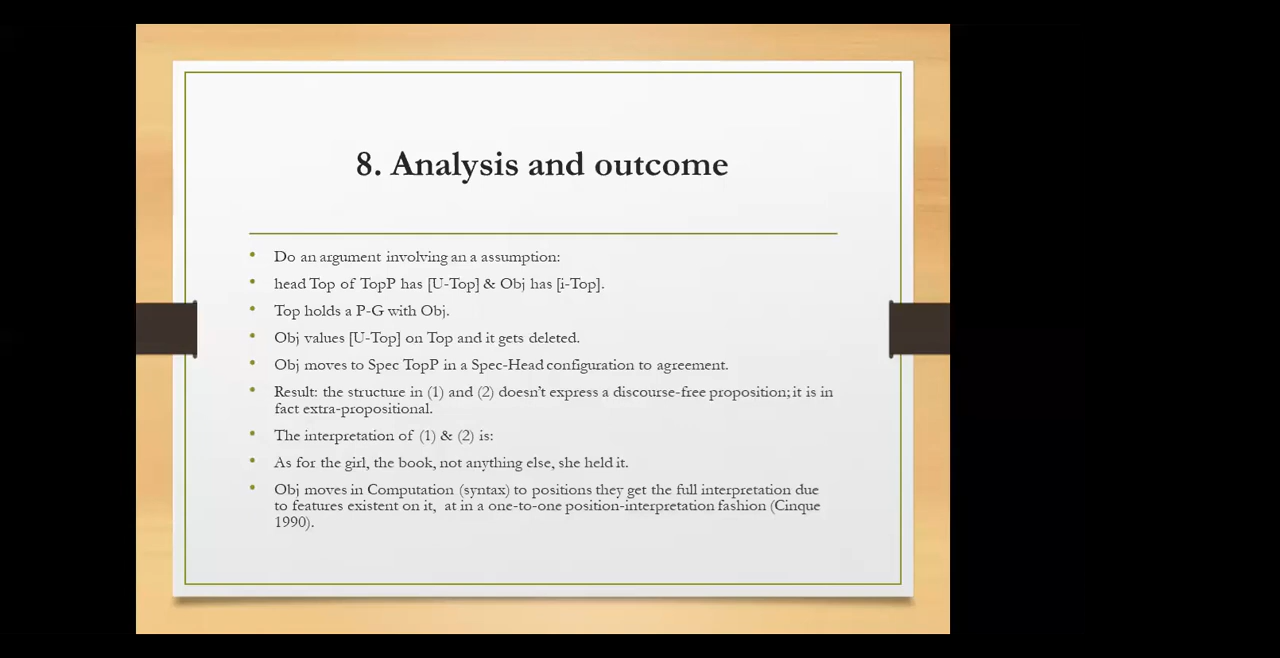 8. Analysis and outcome
• Do an argument involving an a assumption:
• head Top of TopP has [U-Top] & Obj has [i-Top].
• Top holds a P-G with Obj.
• Obj values [U-Top] on Top and it gets deleted.
• Obj moves to Spec TopP in a Spec-Head configuration to agreement.
• Result: the structure in (1) and (2) doesn’t express a discourse-free proposition; it is in
fact extra-propositional.
• The interpretation of (1) & (2) is:
• As for the girl, the book, not anything else, she held it.
• Obj moves in Computation (syntax) to positions they get the full interpretation due
to features existent on it, at in a one-to-one position-interpretation fashion (Cinque
1990).